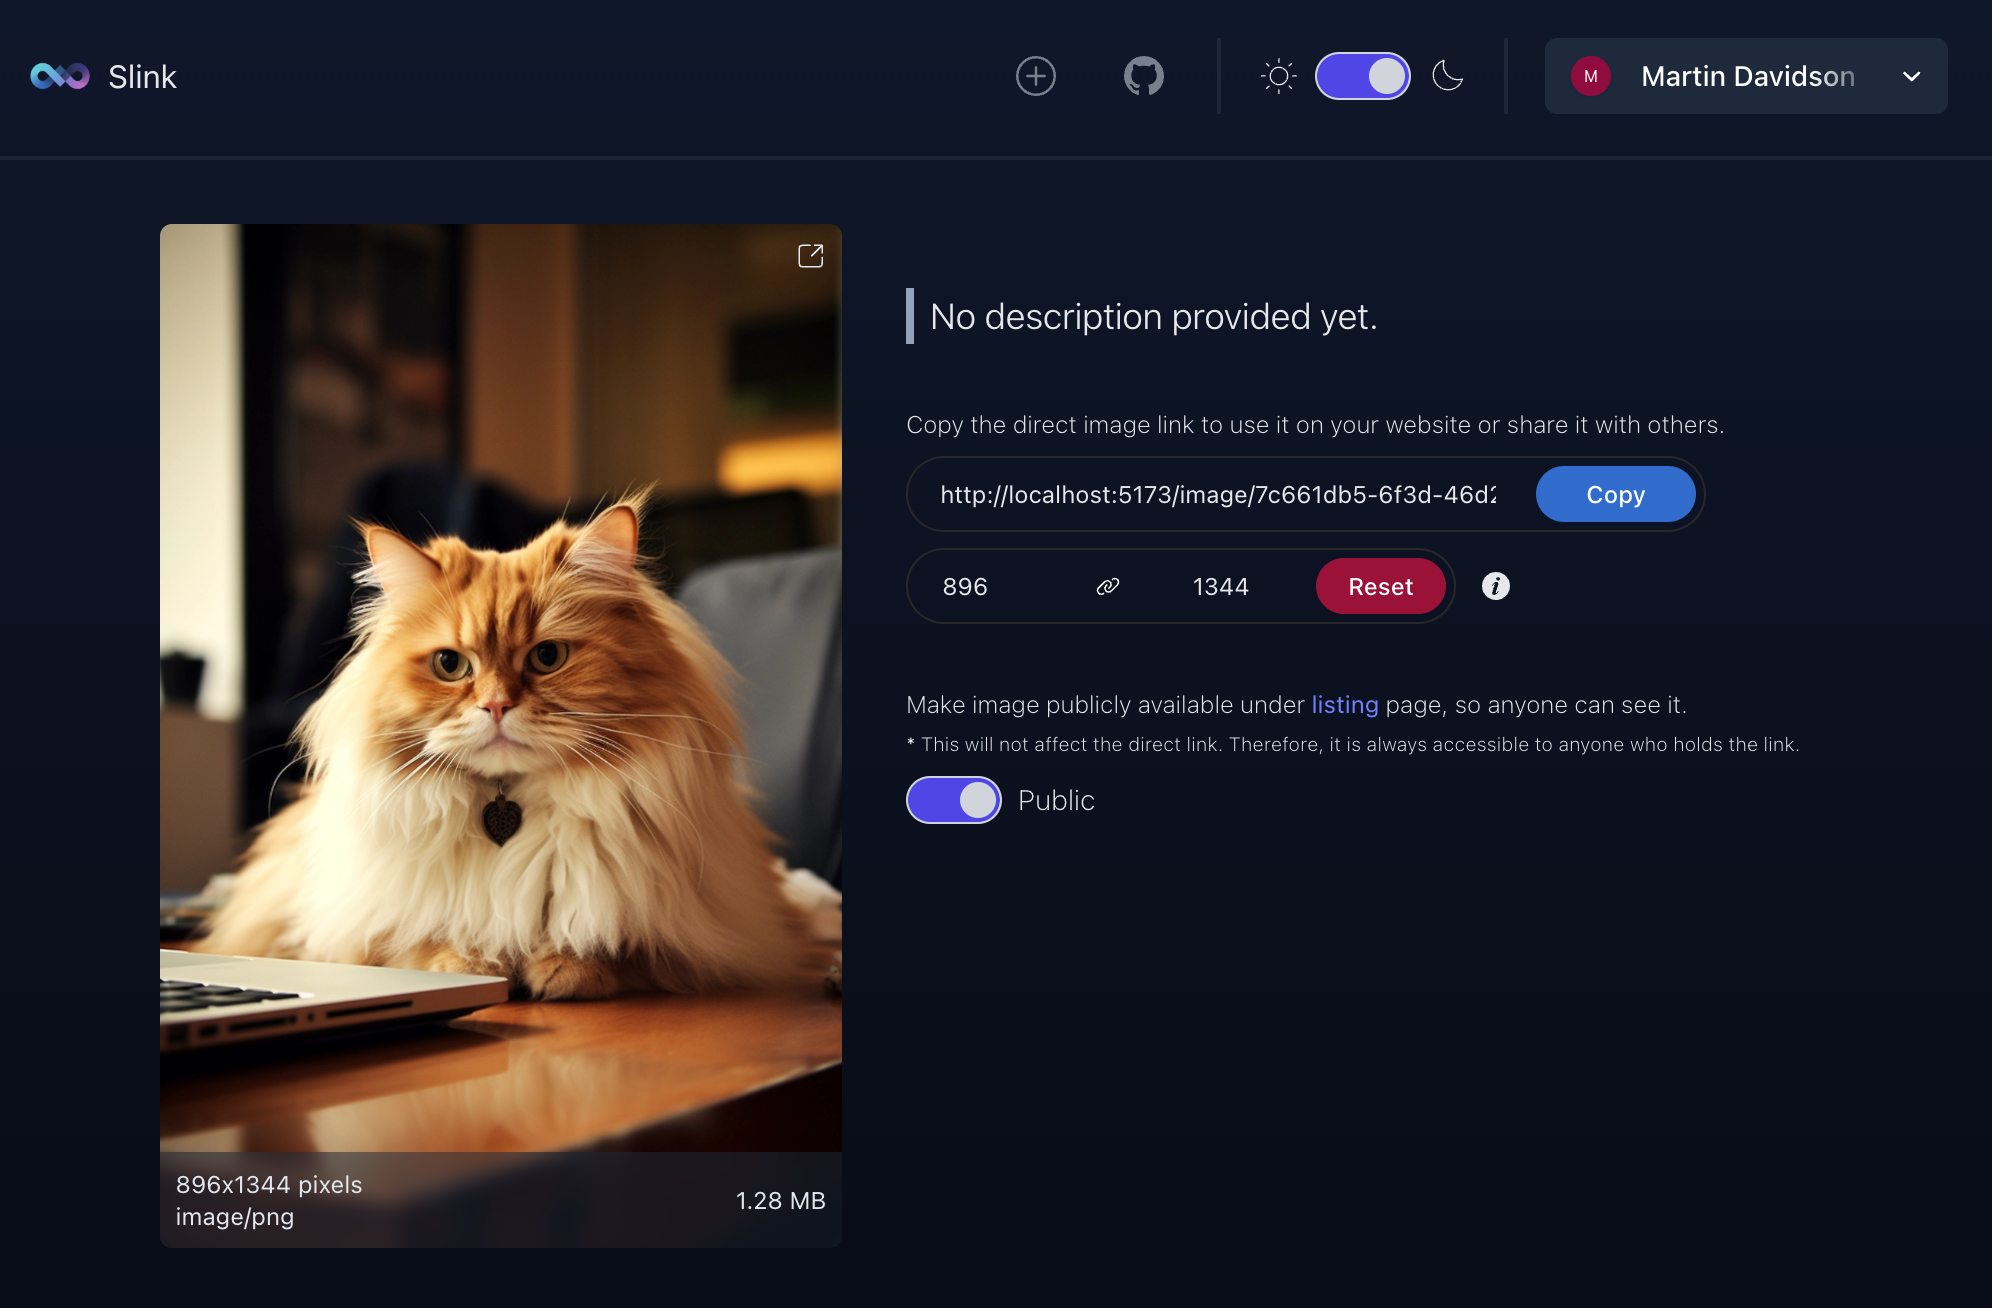 Slink
M
Martin Davidson
No description provided yet.
Copy the direct image link to use it on your website or share it with others.
http://localhost:5173/image/7c661db5-6f3d-46d2
Copy
896
1344
Reset
i
Make image publicly available under listing page, so anyone can see it.
* This will not affect the direct link. Therefore, it is always accessible to anyone who holds the link.
Public
896x1344 pixels
1.28 MB
image/png